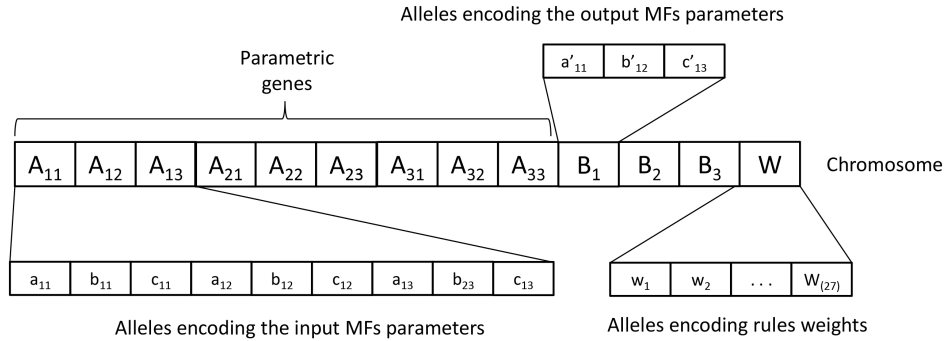 Alleles encoding the output MFs parameters
a'11 b'12 c'13
Parametric
genes
A11 A12 A13 A21 A22 A23 A31 A32 A33 B1 B2 B3 W Chromosome
a11 b11 c11 a12 b12 c12 a13 b23 c13
w1 w2 ... W(27)
Alleles encoding the input MFs parameters
Alleles encoding rules weights